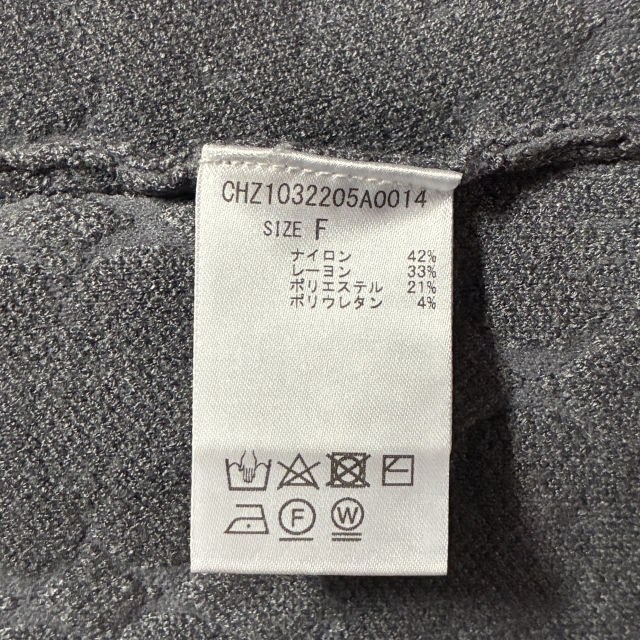 CHZ1032205A0014
SIZE F
ナイロン 42%
レーヨン 33%
ポリエステル 21%
ポリウレタン 4%
F W